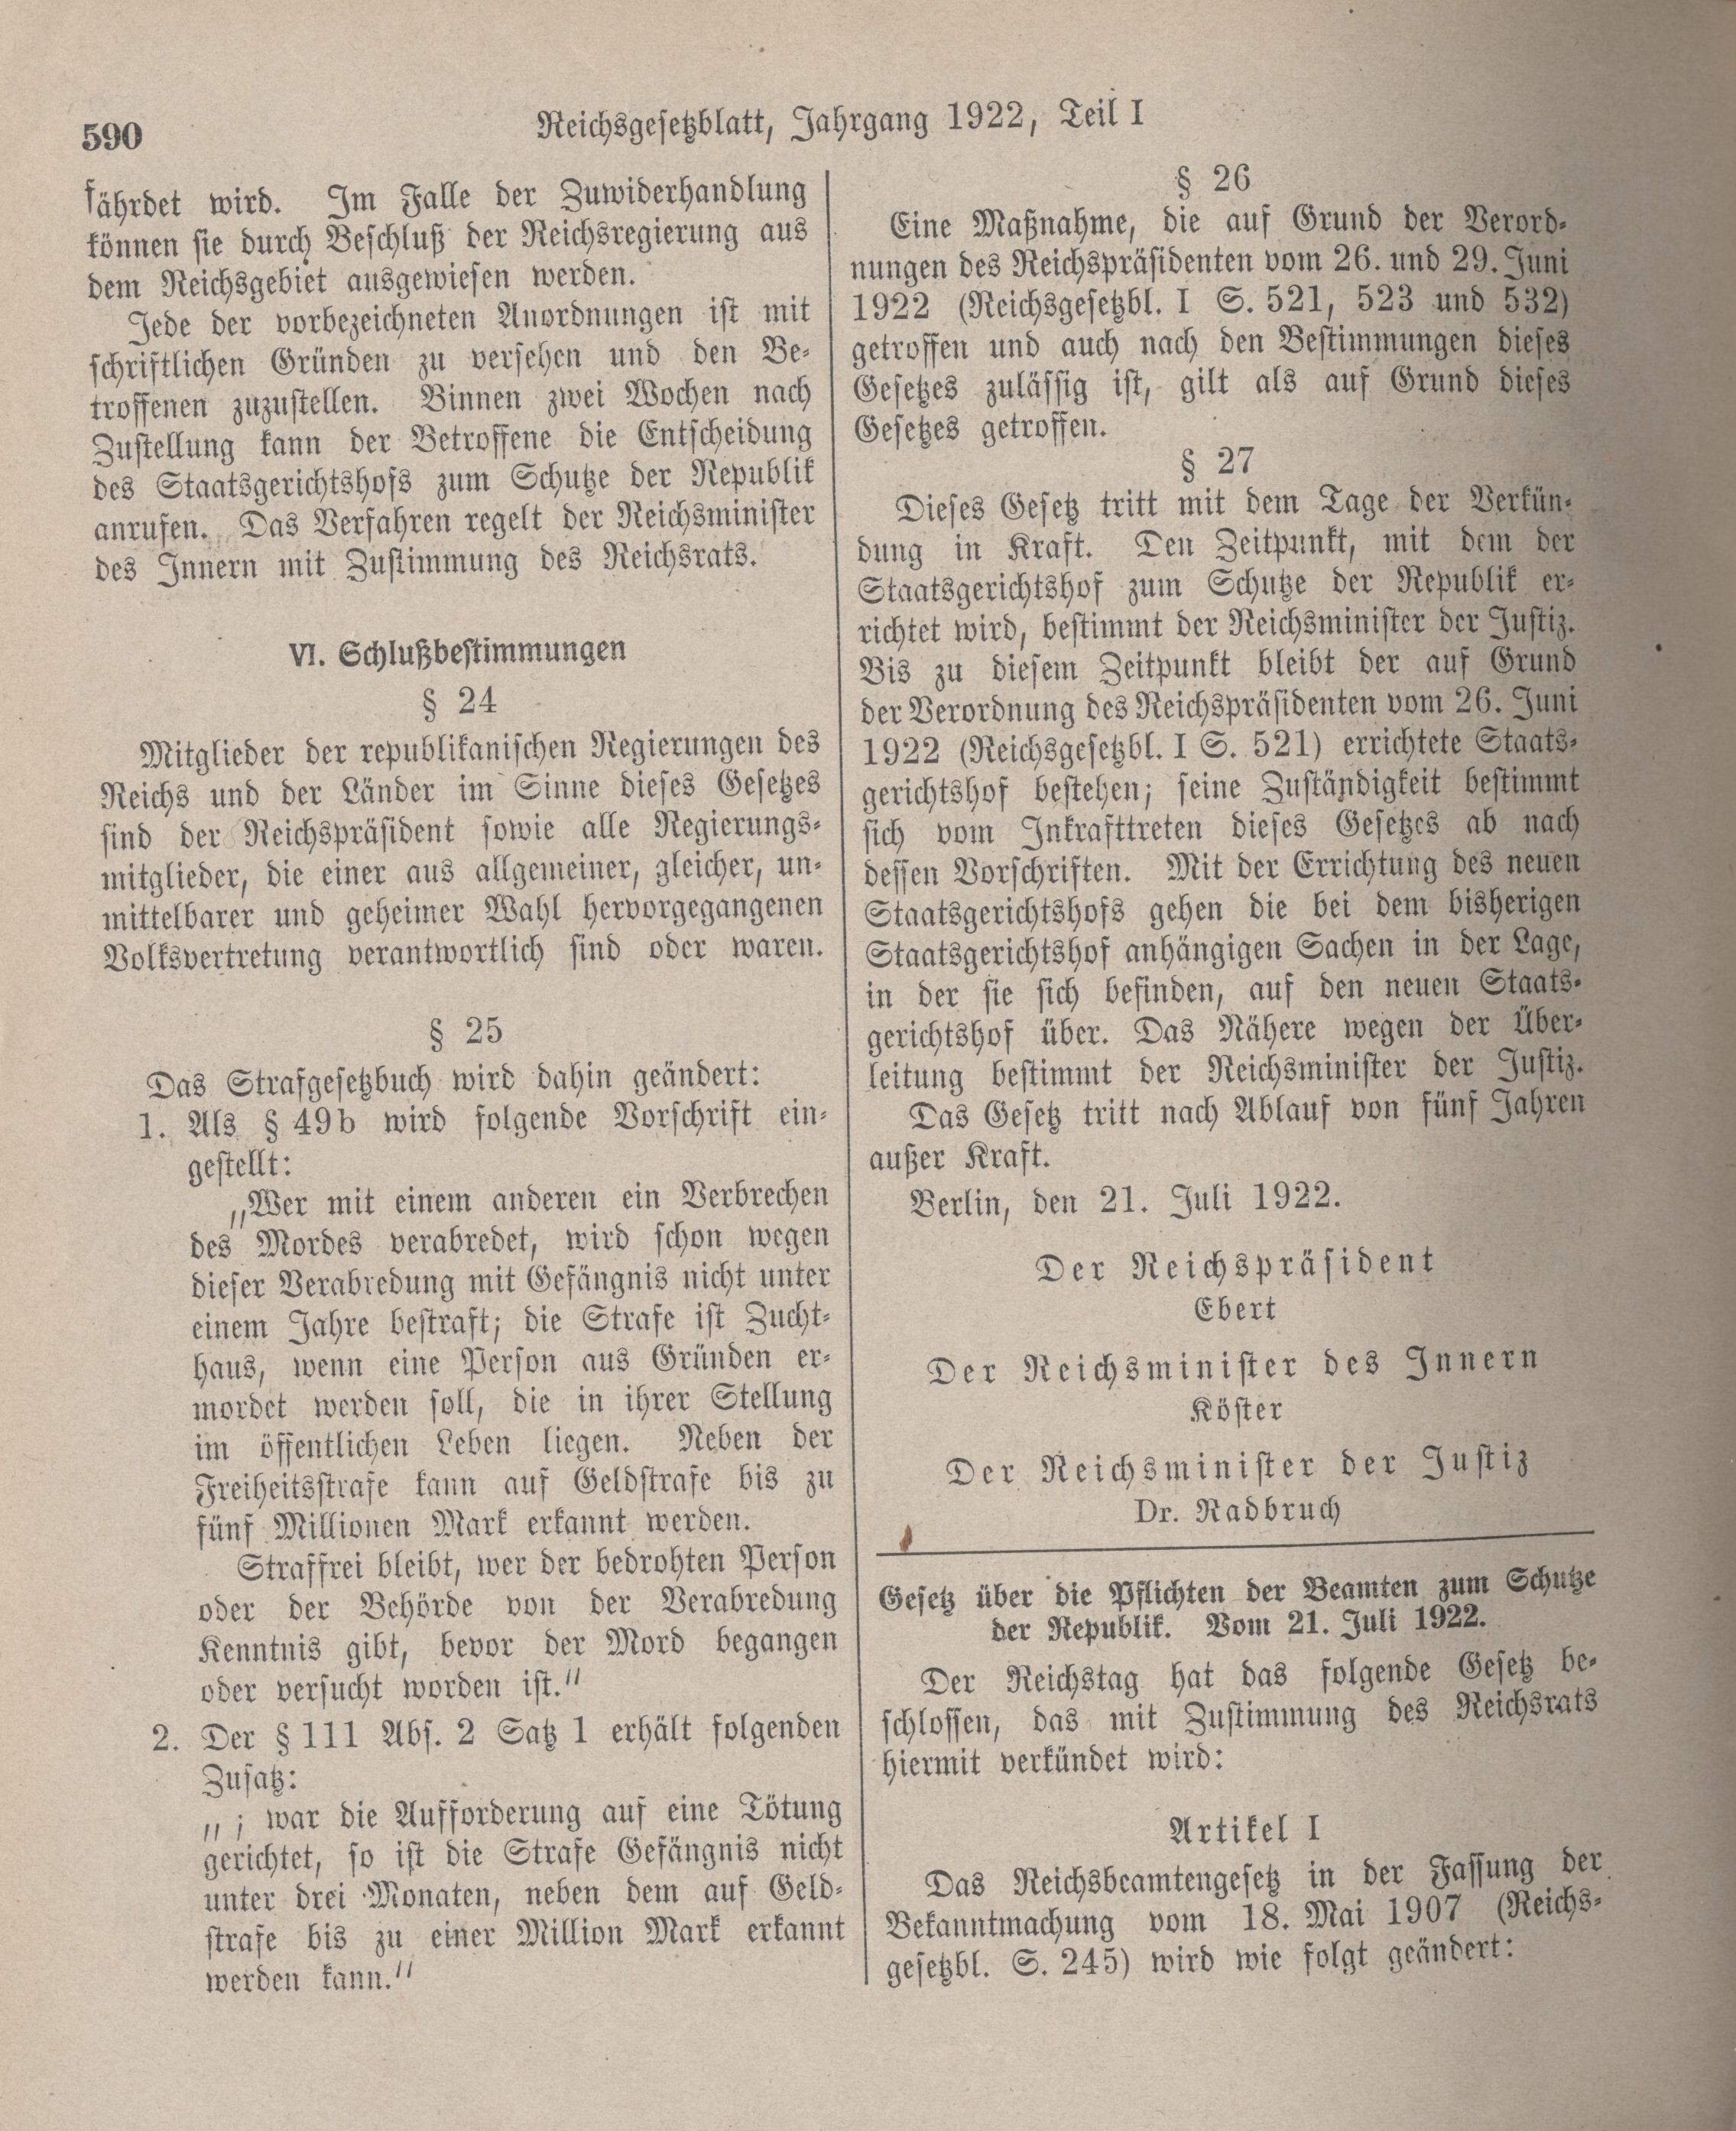 590
Reichsgesetzblatt, Jahrgang 1922, Teil I
fährdet wird. Im Falle der Zuwiderhandlung
können sie durch Beschluß der Reichsregierung aus
dem Reichsgebiet ausgewiesen werden.
Jede der vorbezeichneten Anordnungen ist mit
schriftlichen Gründen zu versehen und den Be-
troffenen zuzustellen. Binnen zwei Wochen nach
Zustellung kann der Betroffene die Entscheidung
des Staatsgerichtshofs zum Schutze der Republik
anrufen. Das Verfahren regelt der Reichsminister
des Innern mit Zustimmung des Reichsrats.
VI. Schlußbestimmungen
§ 24
Mitglieder der republikanischen Regierungen des
Reichs und der Länder im Sinne dieses Gesetzes
sind der Reichspräsident sowie alle Regierungs-
mitglieder, die einer aus allgemeiner, gleicher, un-
mittelbarer und geheimer Wahl hervorgegangenen
Volksvertretung verantwortlich sind oder waren.
§ 25
Das Strafgesetzbuch wird dahin geändert:
1. Als § 49b wird folgende Vorschrift ein-
gestellt:
„Wer mit einem anderen ein Verbrechen
des Mordes verabredet, wird schon wegen
dieser Verabredung mit Gefängnis nicht unter
einem Jahre bestraft; die Strafe ist Zucht-
haus, wenn eine Person aus Gründen er-
mordet werden soll, die in ihrer Stellung
im öffentlichen Leben liegen. Neben der
Freiheitsstrafe kann auf Geldstrafe bis zu
fünf Millionen Mark erkannt werden.
Straffrei bleibt, wer der bedrohten Person
oder der Behörde von der Verabredung
Kenntnis gibt, bevor der Mord begangen
oder versucht worden ist."
2. Der § 111 Abs. 2 Satz 1 erhält folgenden
Zusatz:
„; war die Aufforderung auf eine Tötung
gerichtet, so ist die Strafe Gefängnis nicht
unter drei Monaten, neben dem auf Geld-
strafe bis zu einer Million Mark erkannt
werden kann."
§ 26
Eine Maßnahme, die auf Grund der Verord-
nungen des Reichspräsidenten vom 26. und 29. Juni
1922 (Reichsgesetzbl. I S. 521, 523 und 532)
getroffen und auch nach den Bestimmungen dieses
Gesetzes zulässig ist, gilt als auf Grund dieses
Gesetzes getroffen.
§ 27
Dieses Gesetz tritt mit dem Tage der Verkün-
dung in Kraft. Den Zeitpunkt, mit dem der
Staatsgerichtshof zum Schutze der Republik er-
richtet wird, bestimmt der Reichsminister der Justiz.
Bis zu diesem Zeitpunkt bleibt der auf Grund
der Verordnung des Reichspräsidenten vom 26. Juni
1922 (Reichsgesetzbl. I S. 521) errichtete Staats-
gerichtshof bestehen; seine Zuständigkeit bestimmt
sich vom Inkrafttreten dieses Gesetzes ab nach
dessen Vorschriften. Mit der Errichtung des neuen
Staatsgerichtshofs gehen die bei dem bisherigen
Staatsgerichtshof anhängigen Sachen in der Lage,
in der sie sich befinden, auf den neuen Staats-
gerichtshof über. Das Nähere wegen der Über-
leitung bestimmt der Reichsminister der Justiz.
Das Gesetz tritt nach Ablauf von fünf Jahren
außer Kraft.
Berlin, den 21. Juli 1922.
Der Reichspräsident
Ebert
Der Reichsminister des Innern
Köster
Der Reichsminister der Justiz
Dr. Radbruch
Gesetz über die Pflichten der Beamten zum Schutze
der Republik. Vom 21. Juli 1922.
Der Reichstag hat das folgende Gesetz be-
schlossen, das mit Zustimmung des Reichsrats
hiermit verkündet wird:
Artikel I
Das Reichsbeamtengesetz in der Fassung der
Bekanntmachung vom 18. Mai 1907 (Reichs-
gesetzbl. S. 245) wird wie folgt geändert: